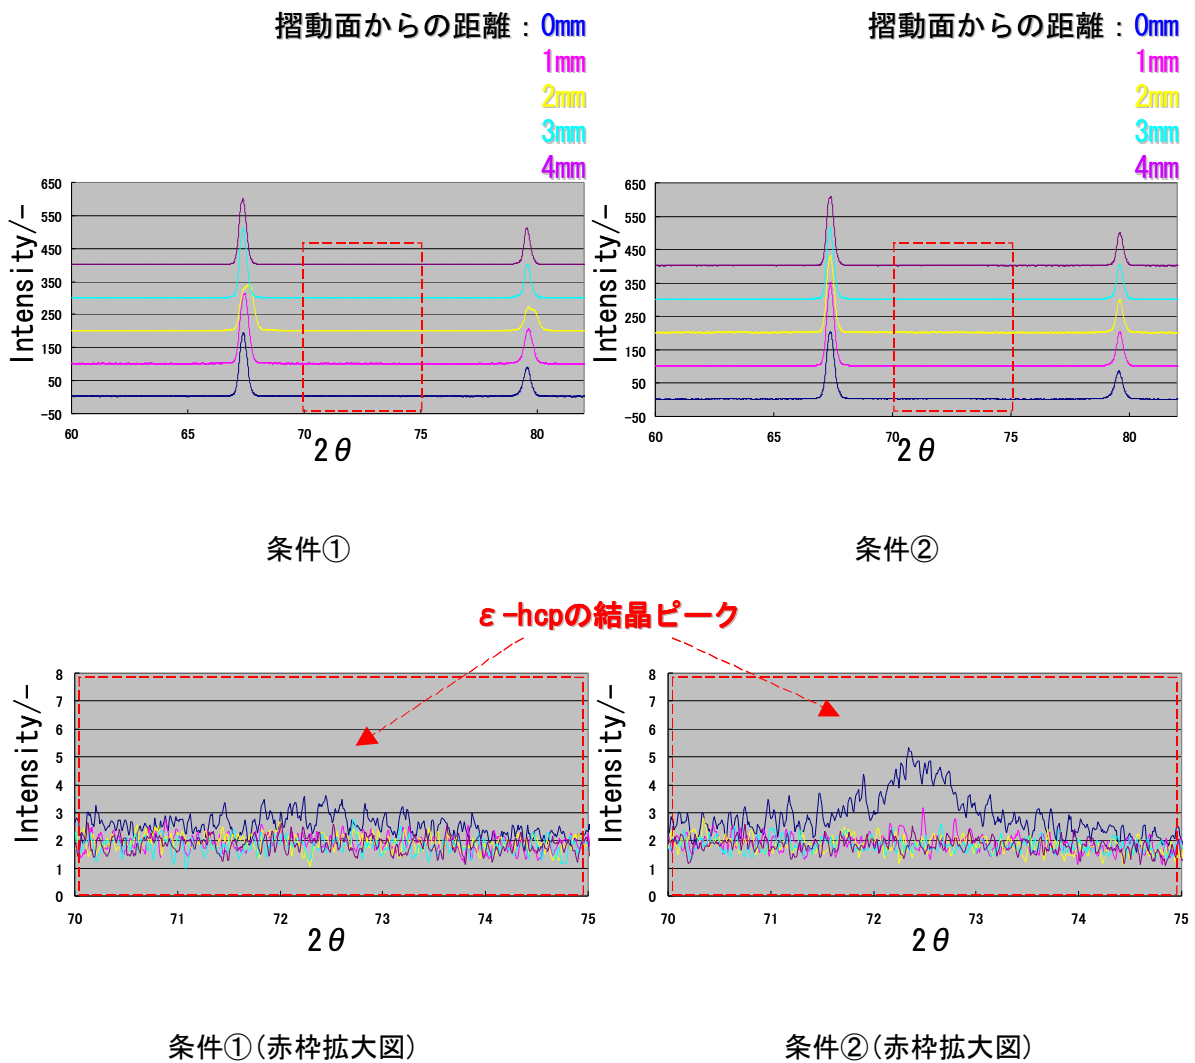 摺動面からの距離：0mm
1mm
2mm
3mm
4mm
650
550
450
350
250
150
50
-50
Intensity/-
60
65
70
75
80
2θ
条件①
摺動面からの距離：0mm
1mm
2mm
3mm
4mm
650
550
450
350
250
150
50
-50
Intensity/-
60
65
70
75
80
2θ
条件②
ε-hcpの結晶ピーク
8
7
6
5
4
3
2
1
0
Intensity/-
70
71
72
73
74
75
2θ
条件①(赤枠拡大図)
8
7
6
5
4
3
2
1
0
Intensity/-
70
71
72
73
74
75
2θ
条件②(赤枠拡大図)